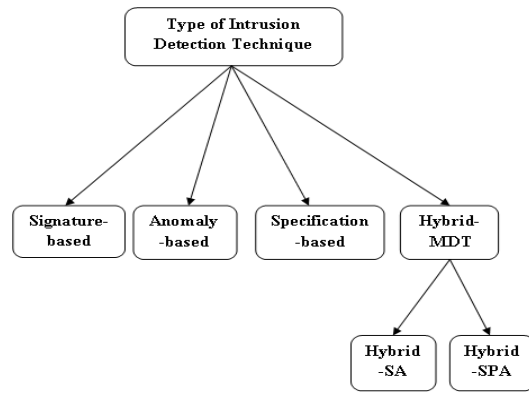 Type of Intrusion
Detection Technique
Signature-
based
Anomaly
-based
Specification
-based
Hybrid-
MDT
Hybrid
-SA
Hybrid
-SPA